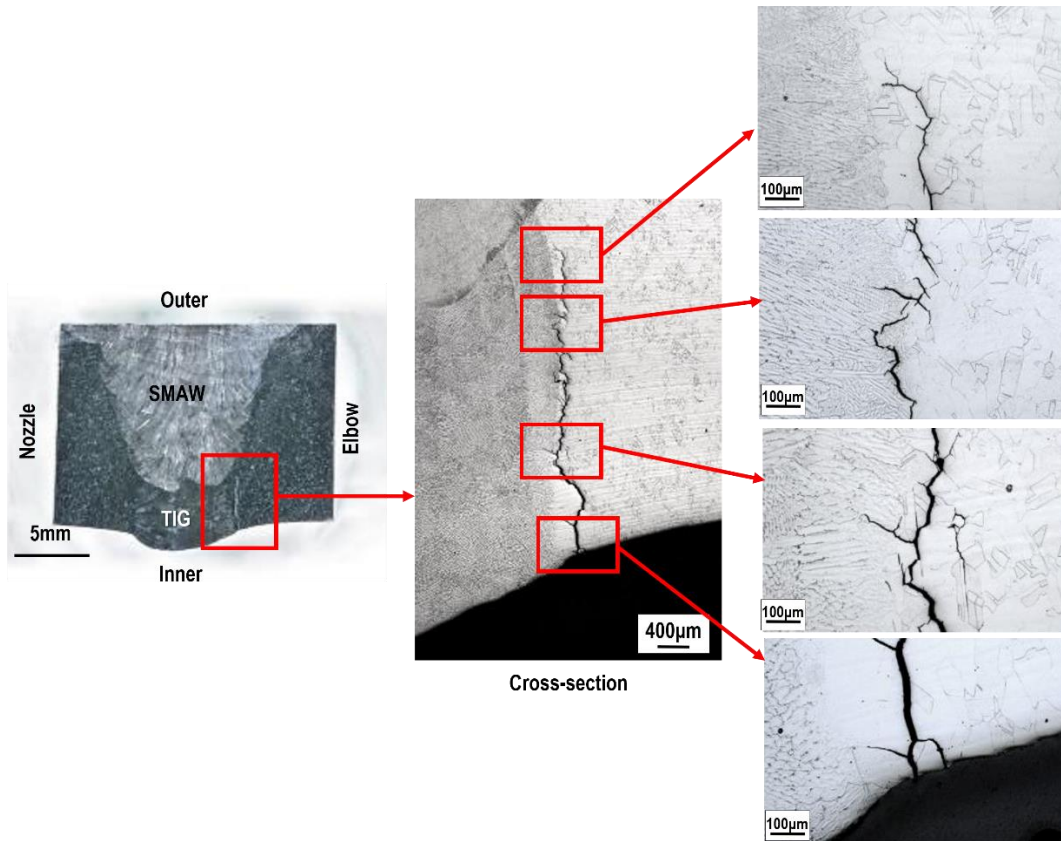 Outer
SMAW
Nozzle
Elbow
TIG
5mm
Inner
400µm
Cross-section
100µm
100µm
100µm
100µm